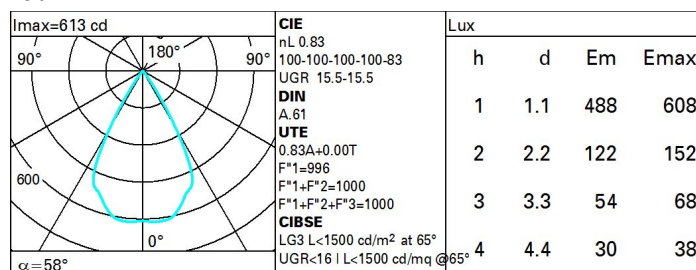 Imax=613 cd
90° 180° 90°
600
0°
α=58°
CIE
nL 0.83
100-100-100-100-83
UGR 15.5-15.5
DIN
A.61
UTE
0.83A+0.00T
F"1=996
F"1+F"2=1000
F"1+F"2+F"3=1000
CIBSE
LG3 L<1500 cd/m² at 65°
UGR<16 | L<1500 cd/mq @65°
Lux
h d Em Emax
1 1.1 488 608
2 2.2 122 152
3 3.3 54 68
4 4.4 30 38